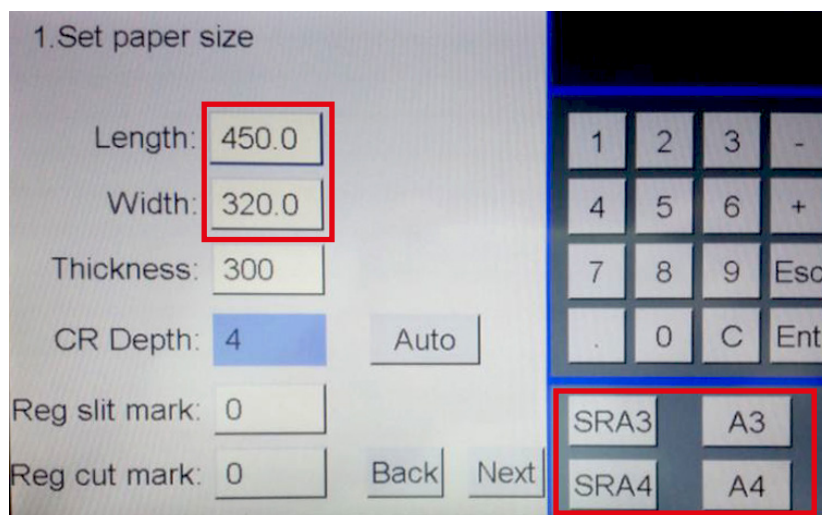 1.Set paper size
Length: 450.0
Width: 320.0
Thickness: 300
CR Depth: 4 Auto
Reg slit mark: 0
Reg cut mark: 0 Back Next
1 2 3 -
4 5 6 +
7 8 9 Esc
. 0 C Ent
SRA3 A3
SRA4 A4